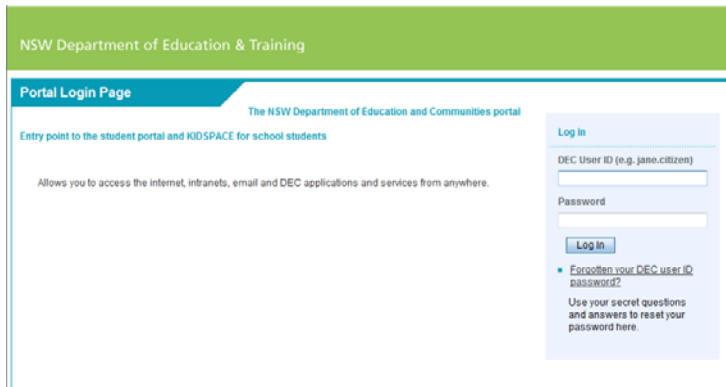 NSW Department of Education & Training
Portal Login Page
The NSW Department of Education and Communities portal
Entry point to the student portal and KIDSPACE for school students
Allows you to access the internet, intranets, email and DEC applications and services from anywhere.
Log In
DEC User ID (e.g. jane.citizen)
Password
Log In
Forgotten your DEC user ID
password?
Use your secret questions
and answers to reset your
password here.